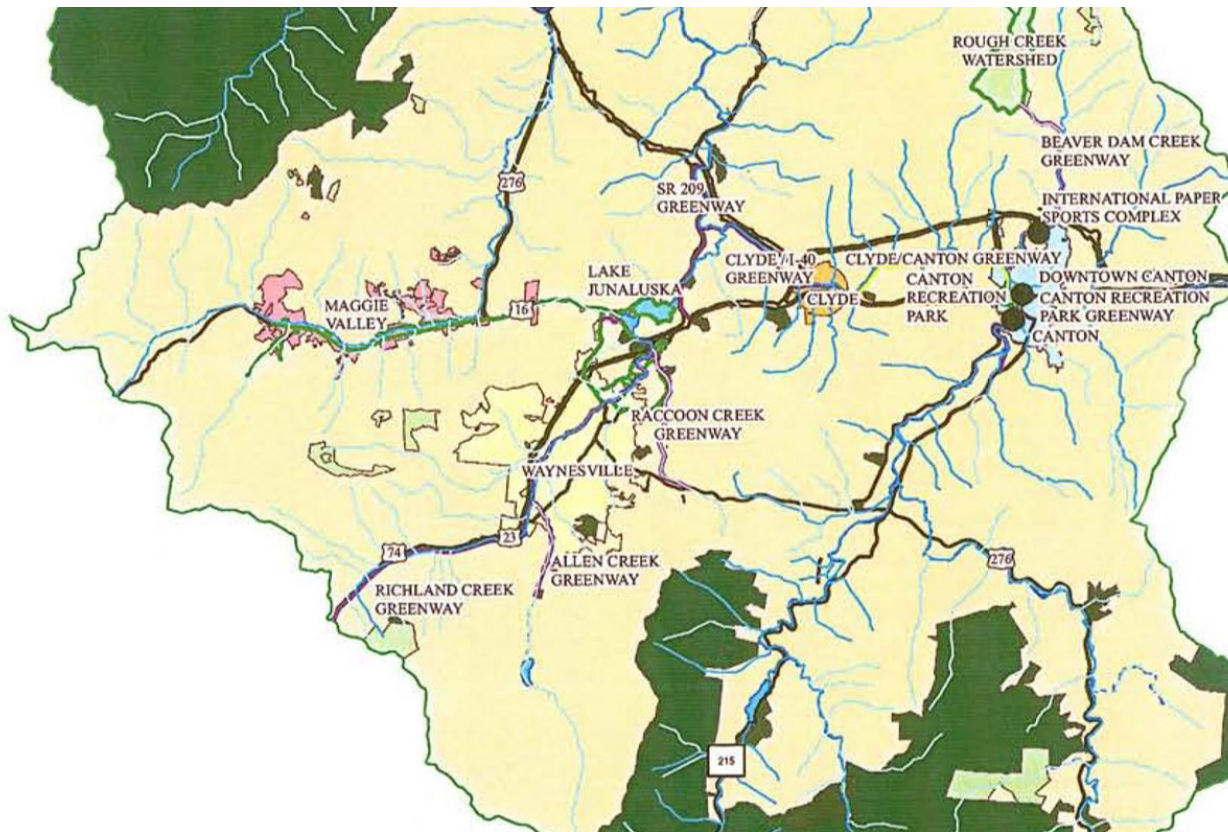 ROUGH CREEK
WATERSHED
BEAVER DAM CREEK
GREENWAY
276
SR 209
GREENWAY
INTERNATIONAL PAPER
SPORTS COMPLEX
CLYDE / I-40
GREENWAY
CLYDE/CANTON GREENWAY
LAKE
JUNALUSKA
CANTON
RECREATION
PARK
DOWNTOWN CANTON
CANTON RECREATION
PARK GREENWAY
CANTON
CLYDE
MAGGIE
VALLEY
16
RACCOON CREEK
GREENWAY
WAYNESVILLE
23
74
ALLEN CREEK
GREENWAY
RICHLAND CREEK
GREENWAY
276
215